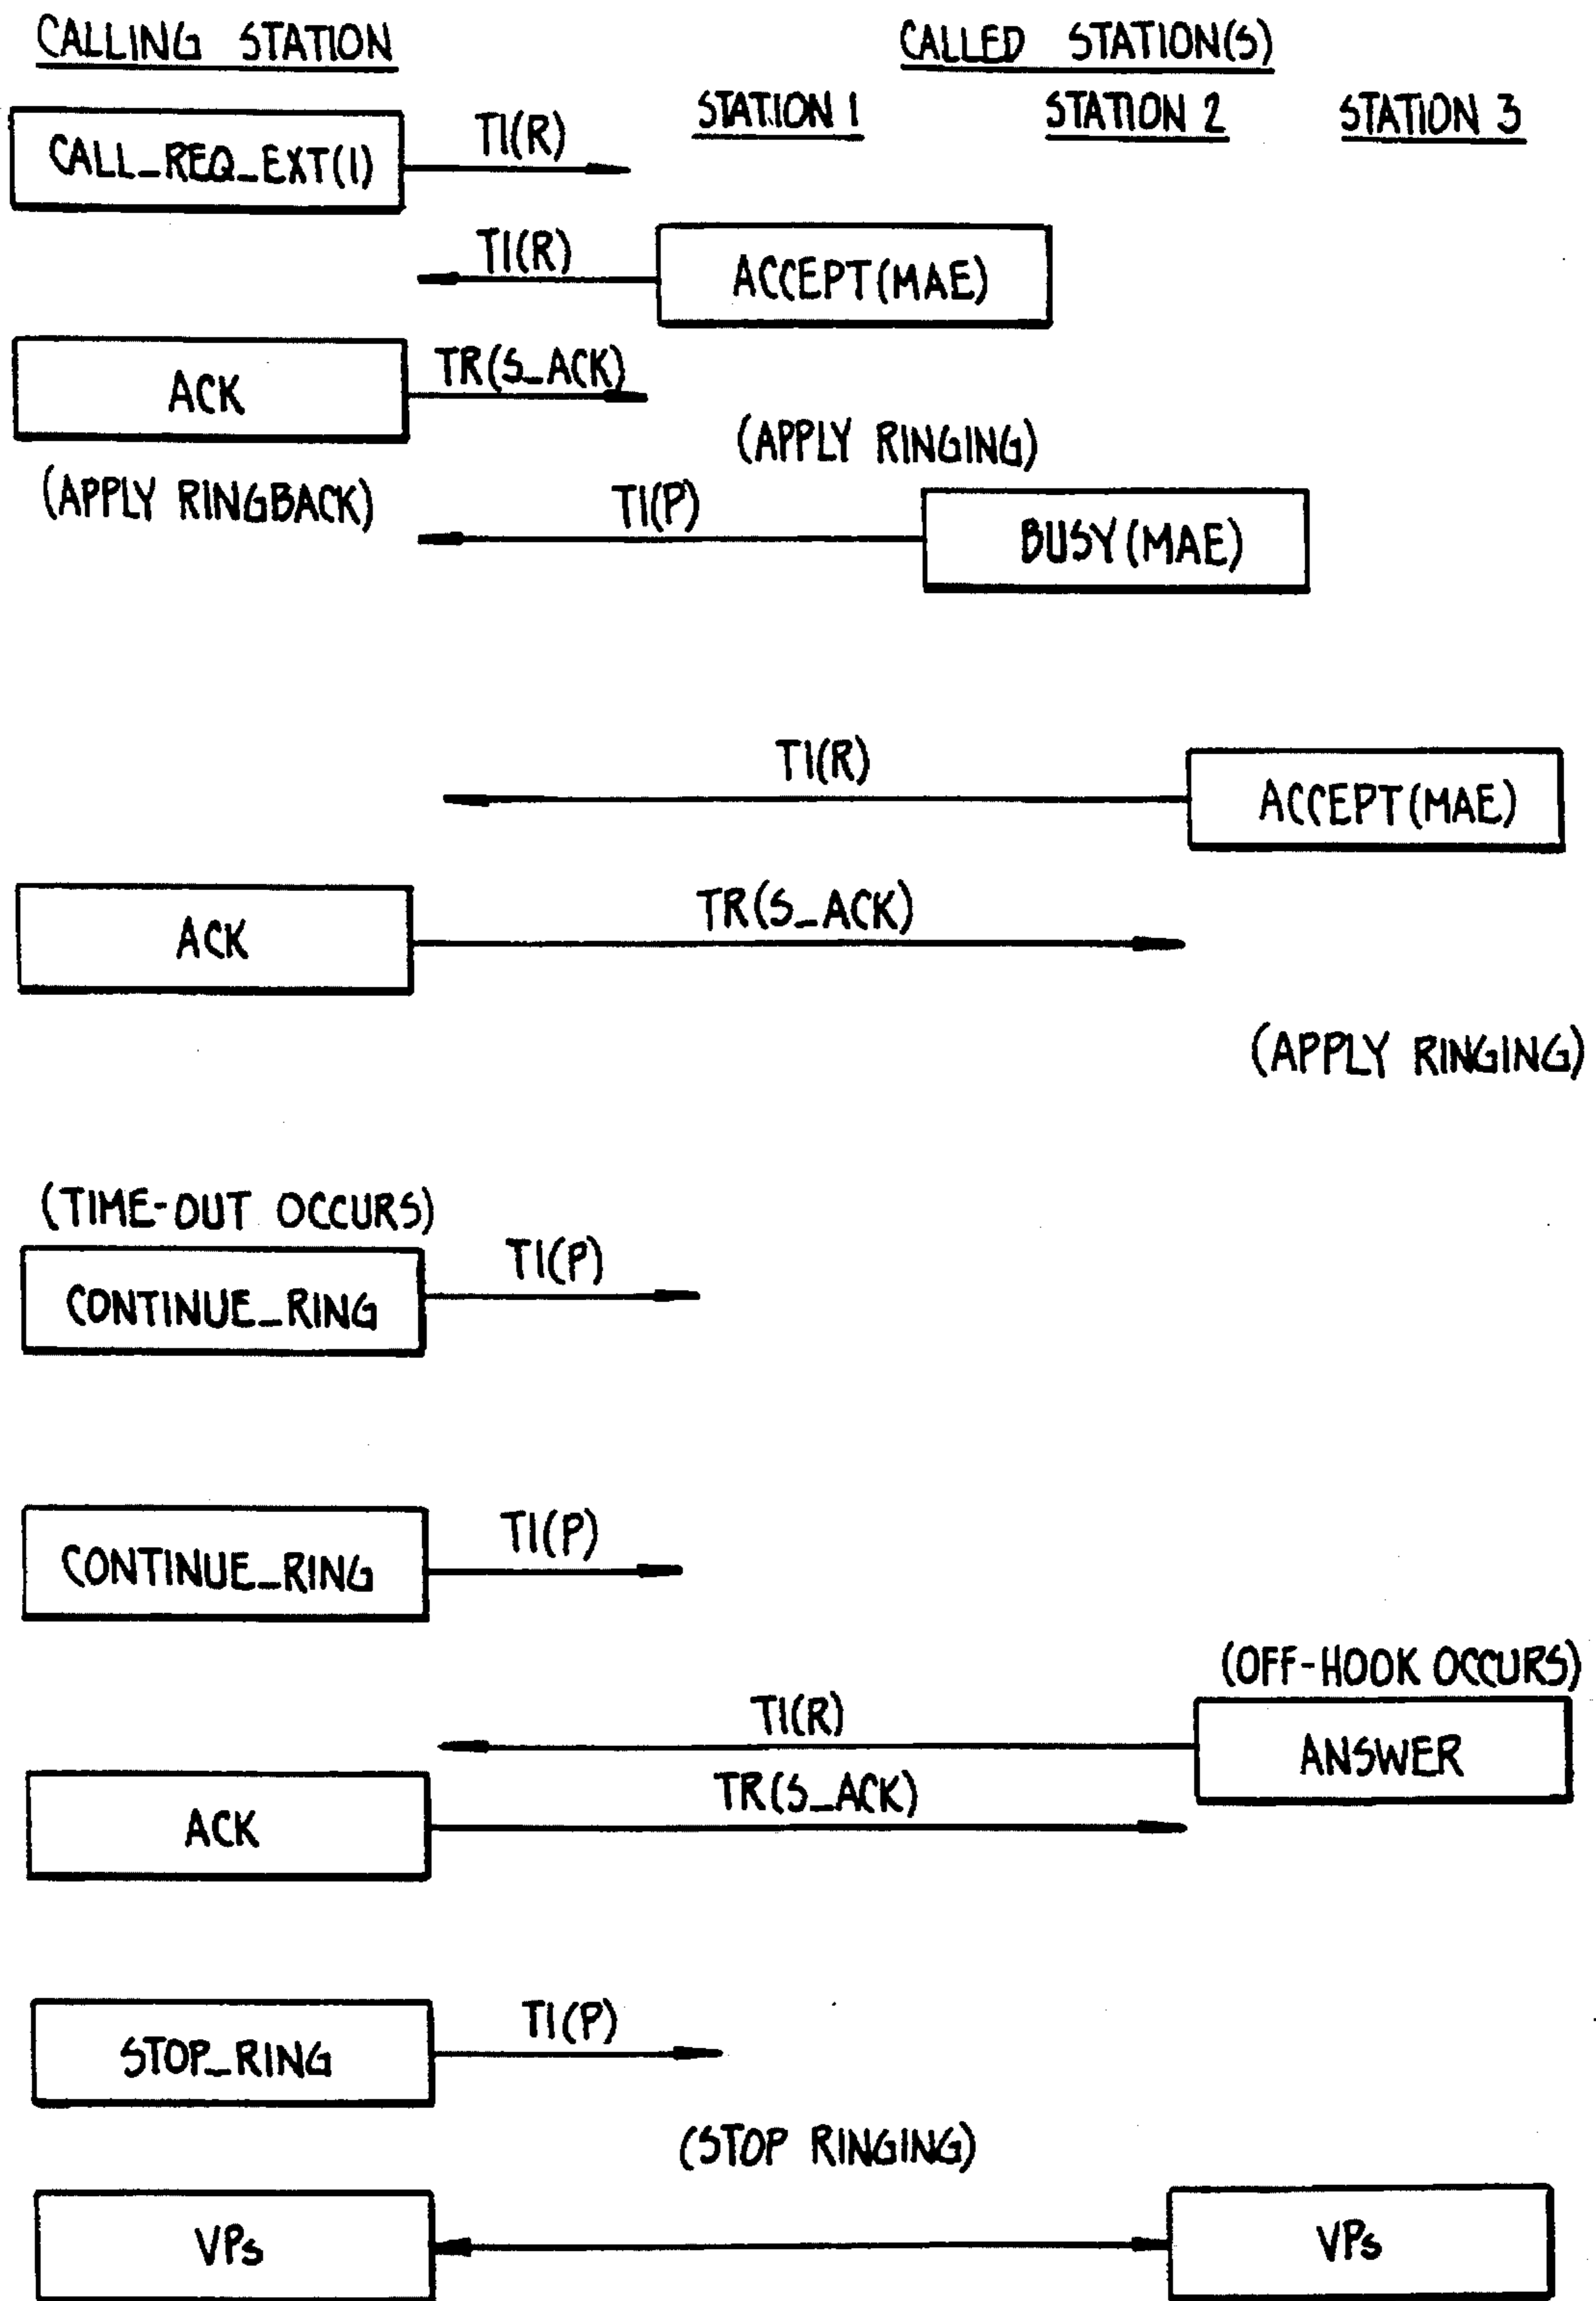 CALLING STATION
CALLED STATION(S)
STATION 1
STATION 2
STATION 3
CALL_REQ_EXT(1)
TI(R)
TI(R)
ACCEPT(MAE)
ACK
TR(S_ACK)
(APPLY RINGING)
(APPLY RINGBACK)
TI(P)
BUSY(MAE)
TI(R)
ACCEPT(MAE)
ACK
TR(S_ACK)
(APPLY RINGING)
(TIME-OUT OCCURS)
CONTINUE_RING
TI(P)
CONTINUE_RING
TI(P)
(OFF-HOOK OCCURS)
TI(R)
ANSWER
ACK
TR(S_ACK)
STOP_RING
TI(P)
(STOP RINGING)
VPs
VPs